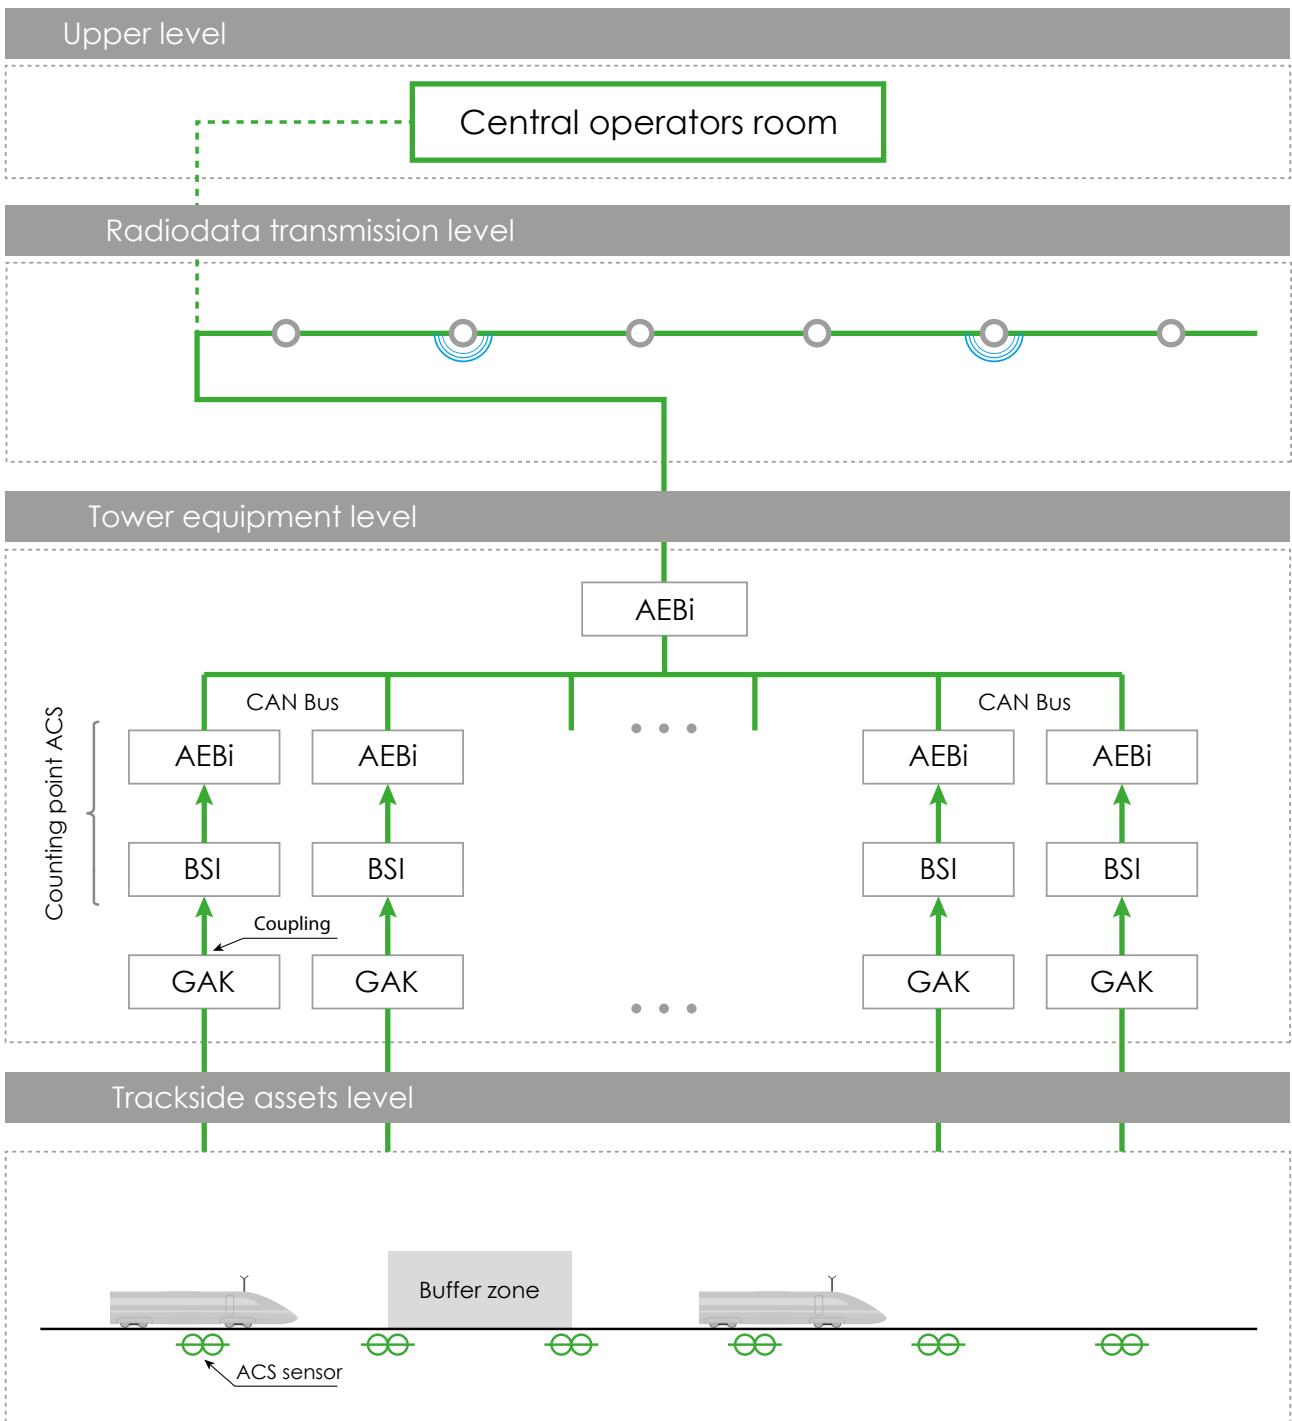 Upper level
Central operators room
Radiodata transmission level
Tower equipment level
AEBi
CAN Bus
CAN Bus
Counting point ACS
AEBi
AEBi
AEBi
AEBi
BSI
BSI
BSI
BSI
Coupling
GAK
GAK
GAK
GAK
Trackside assets level
Buffer zone
ACS sensor